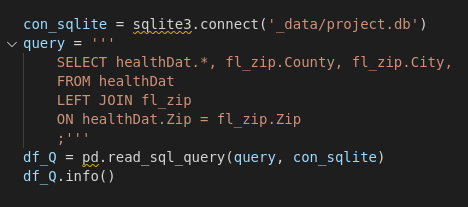 con_sqlite = sqlite3.connect('_data/project.db')
query = '''
    SELECT healthDat.*, fl_zip.County, fl_zip.City,
    FROM healthDat
    LEFT JOIN fl_zip
    ON healthDat.Zip = fl_zip.Zip
    ;'''
df_Q = pd.read_sql_query(query, con_sqlite)
df_Q.info()